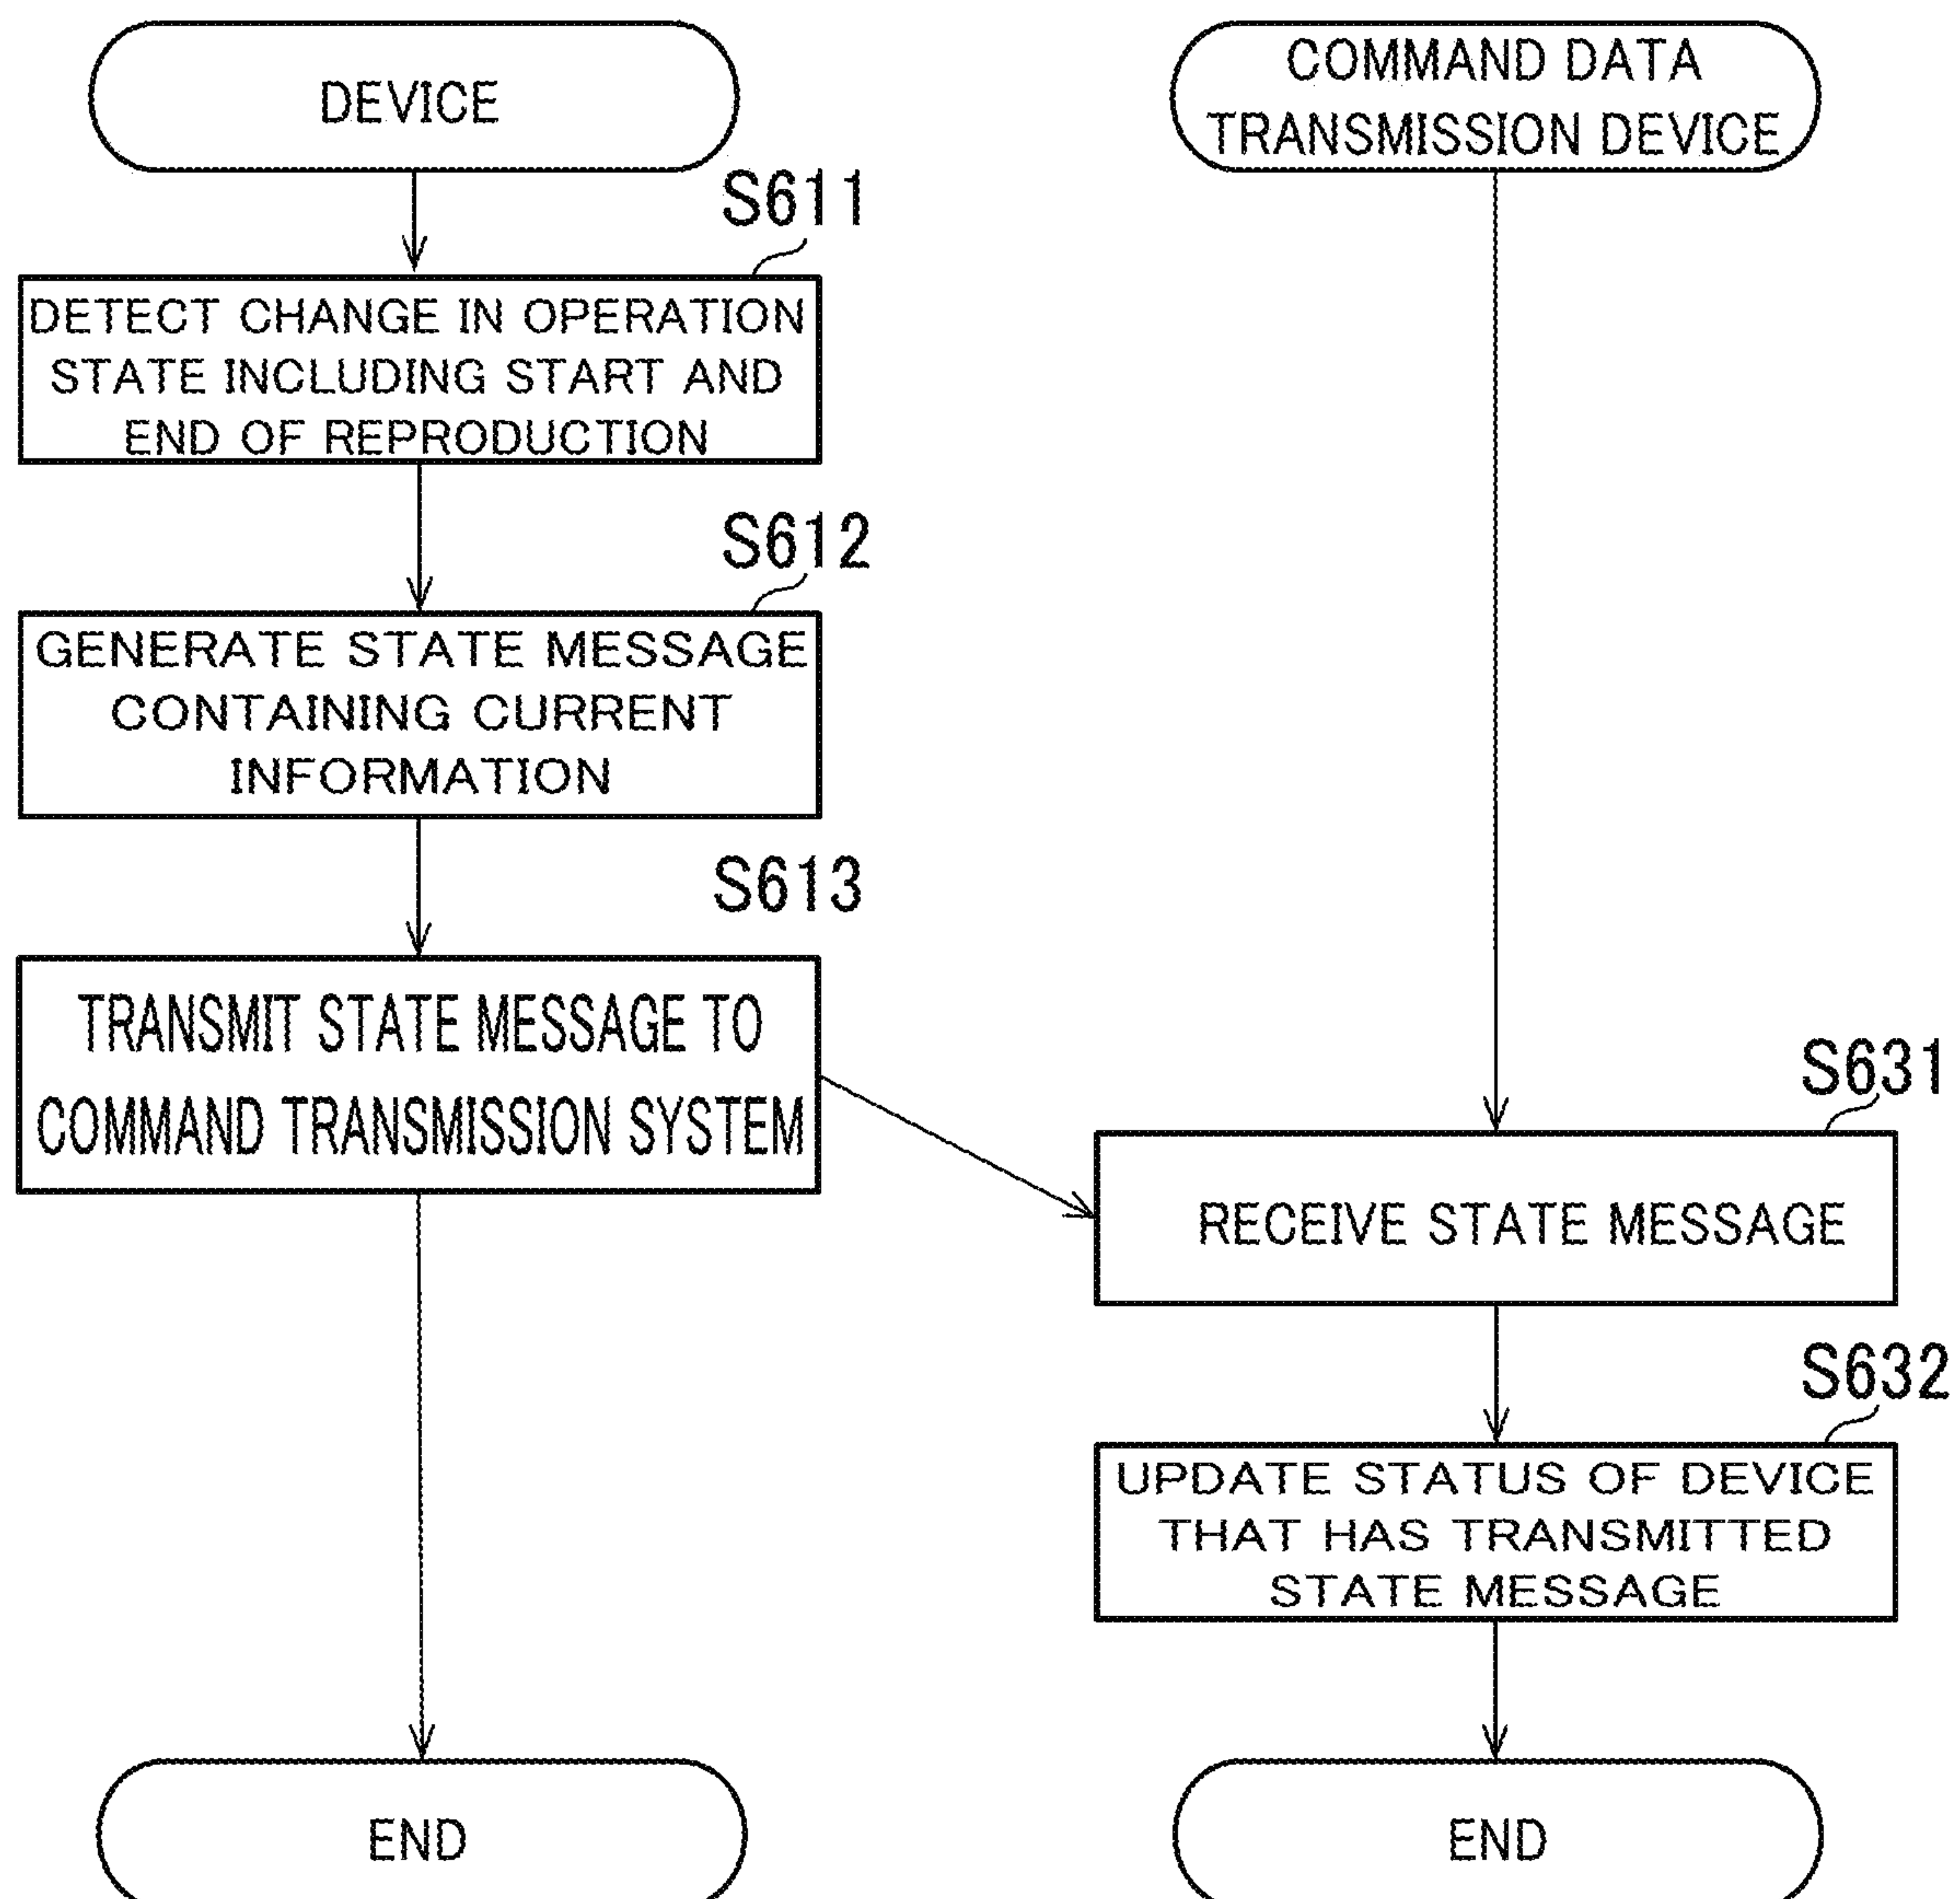 DEVICE
S611
DETECT CHANGE IN OPERATION
STATE INCLUDING START AND
END OF REPRODUCTION
S612
GENERATE STATE MESSAGE
CONTAINING CURRENT
INFORMATION
S613
TRANSMIT STATE MESSAGE TO
COMMAND TRANSMISSION SYSTEM
END
COMMAND DATA
TRANSMISSION DEVICE
S631
RECEIVE STATE MESSAGE
S632
UPDATE STATUS OF DEVICE
THAT HAS TRANSMITTED
STATE MESSAGE
END